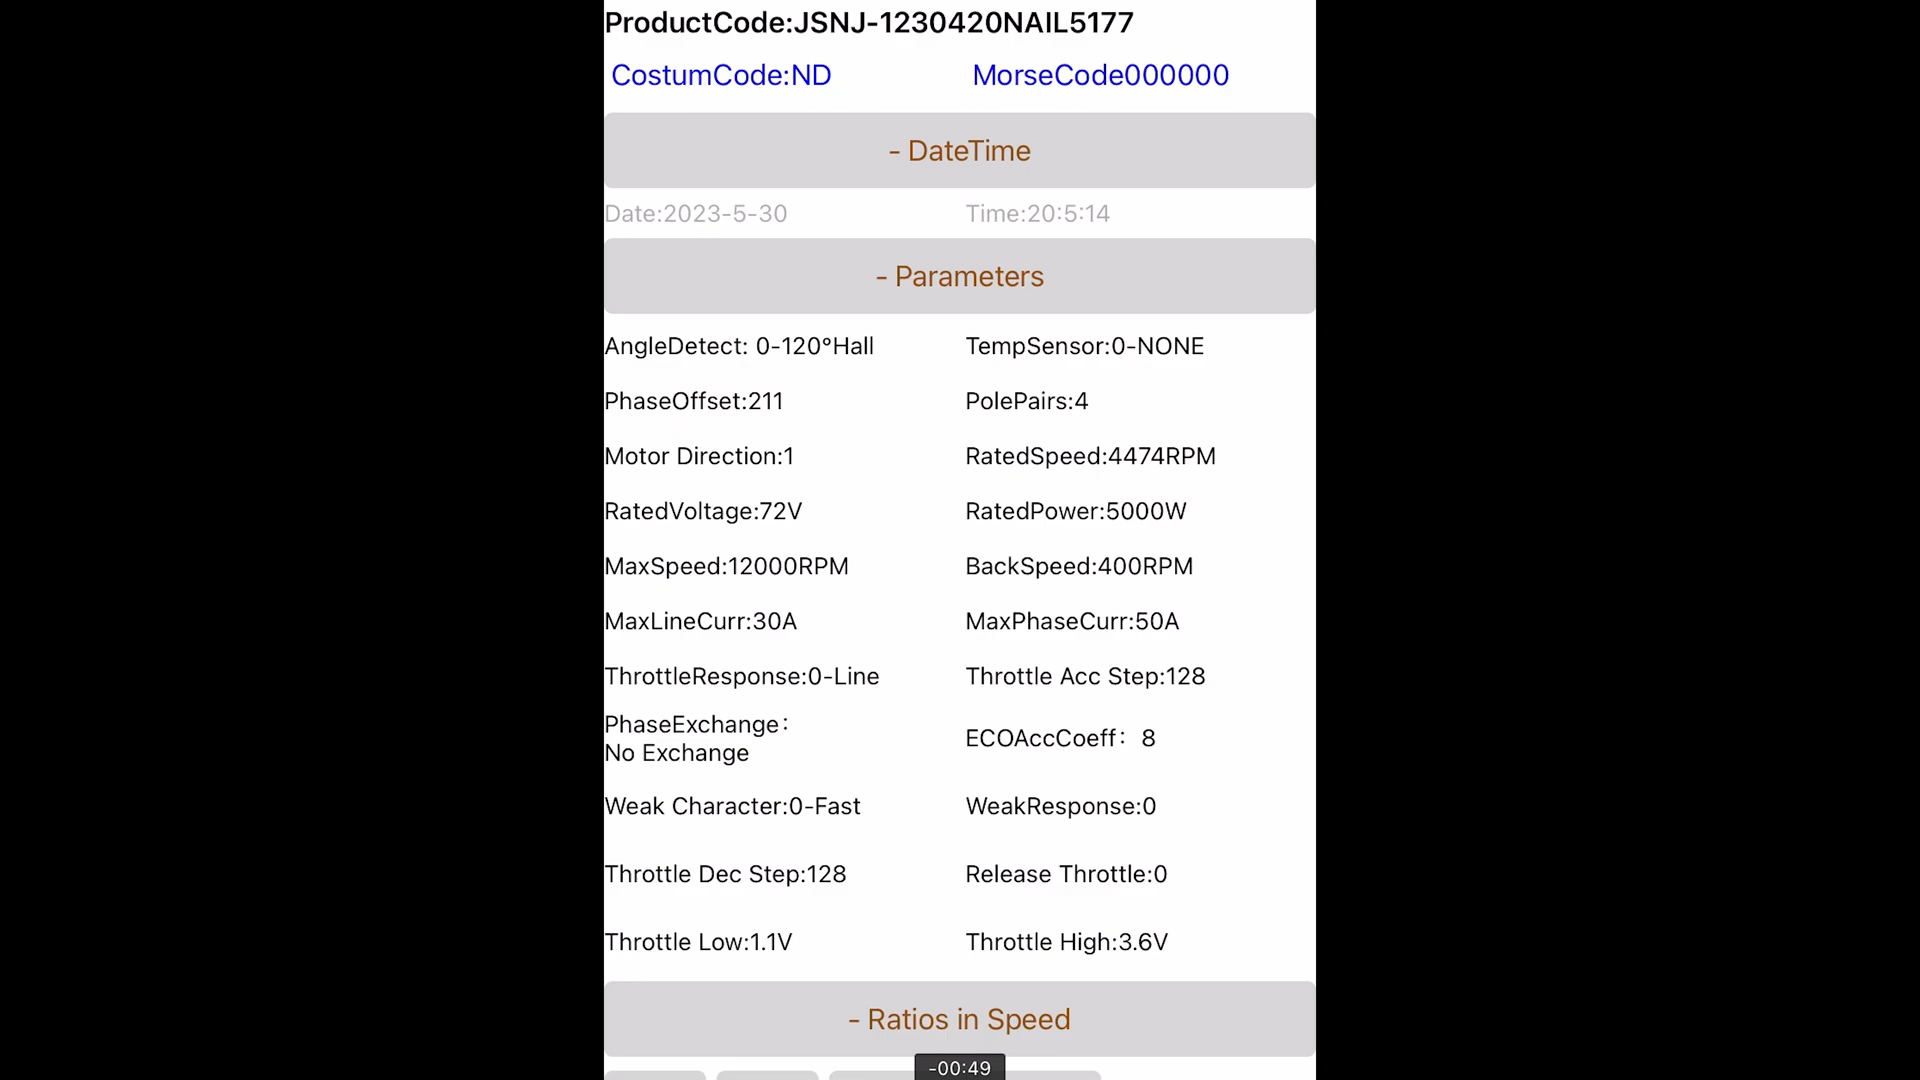 ProductCode:JSNJ-1230420NAIL5177
CostumCode:ND MorseCode000000
- DateTime
Date:2023-5-30 Time:20:5:14
- Parameters
AngleDetect: 0-120°Hall TempSensor:0-NONE
PhaseOffset:211 PolePairs:4
Motor Direction:1 RatedSpeed:4474RPM
RatedVoltage:72V RatedPower:5000W
MaxSpeed:12000RPM BackSpeed:400RPM
MaxLineCurr:30A MaxPhaseCurr:50A
ThrottleResponse:0-Line Throttle Acc Step:128
PhaseExchange：
No Exchange
ECOAccCoeff： 8
Weak Character:0-Fast WeakResponse:0
Throttle Dec Step:128 Release Throttle:0
Throttle Low:1.1V Throttle High:3.6V
- Ratios in Speed
-00:49